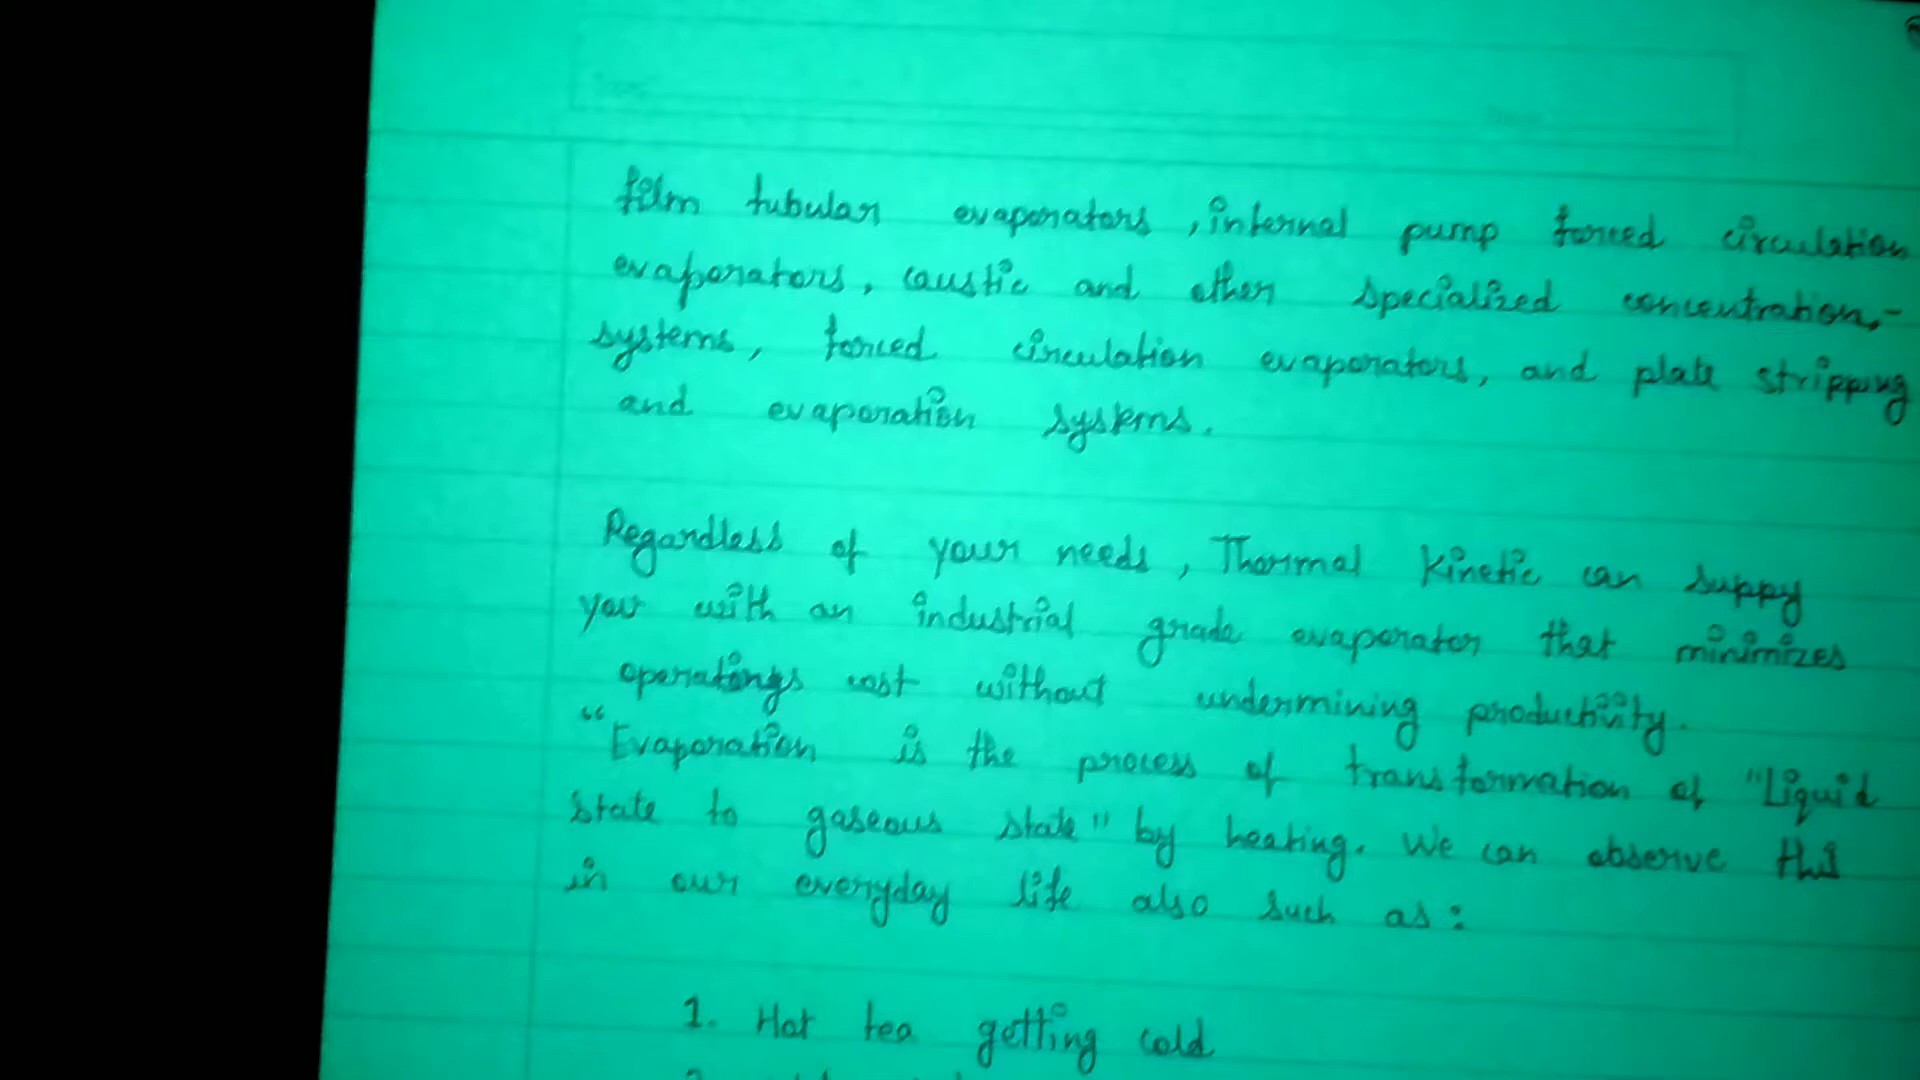 film tubular evaporators, internal pump forced circulation
evaporators, caustic and other specialized concentration,-
systems, forced circulation evaporators, and plate stripping
and evaporation systems.
Regardless of your needs, Thermal Kinetic can suppy
you with an industrial grade evaporator that minimizes
operatings cost without undermining productivity.
"Evaporation is the process of transformation of "Liquid
state to gaseous state" by heating. We can observe this
in our everyday life also such as:
1. Hot tea getting cold